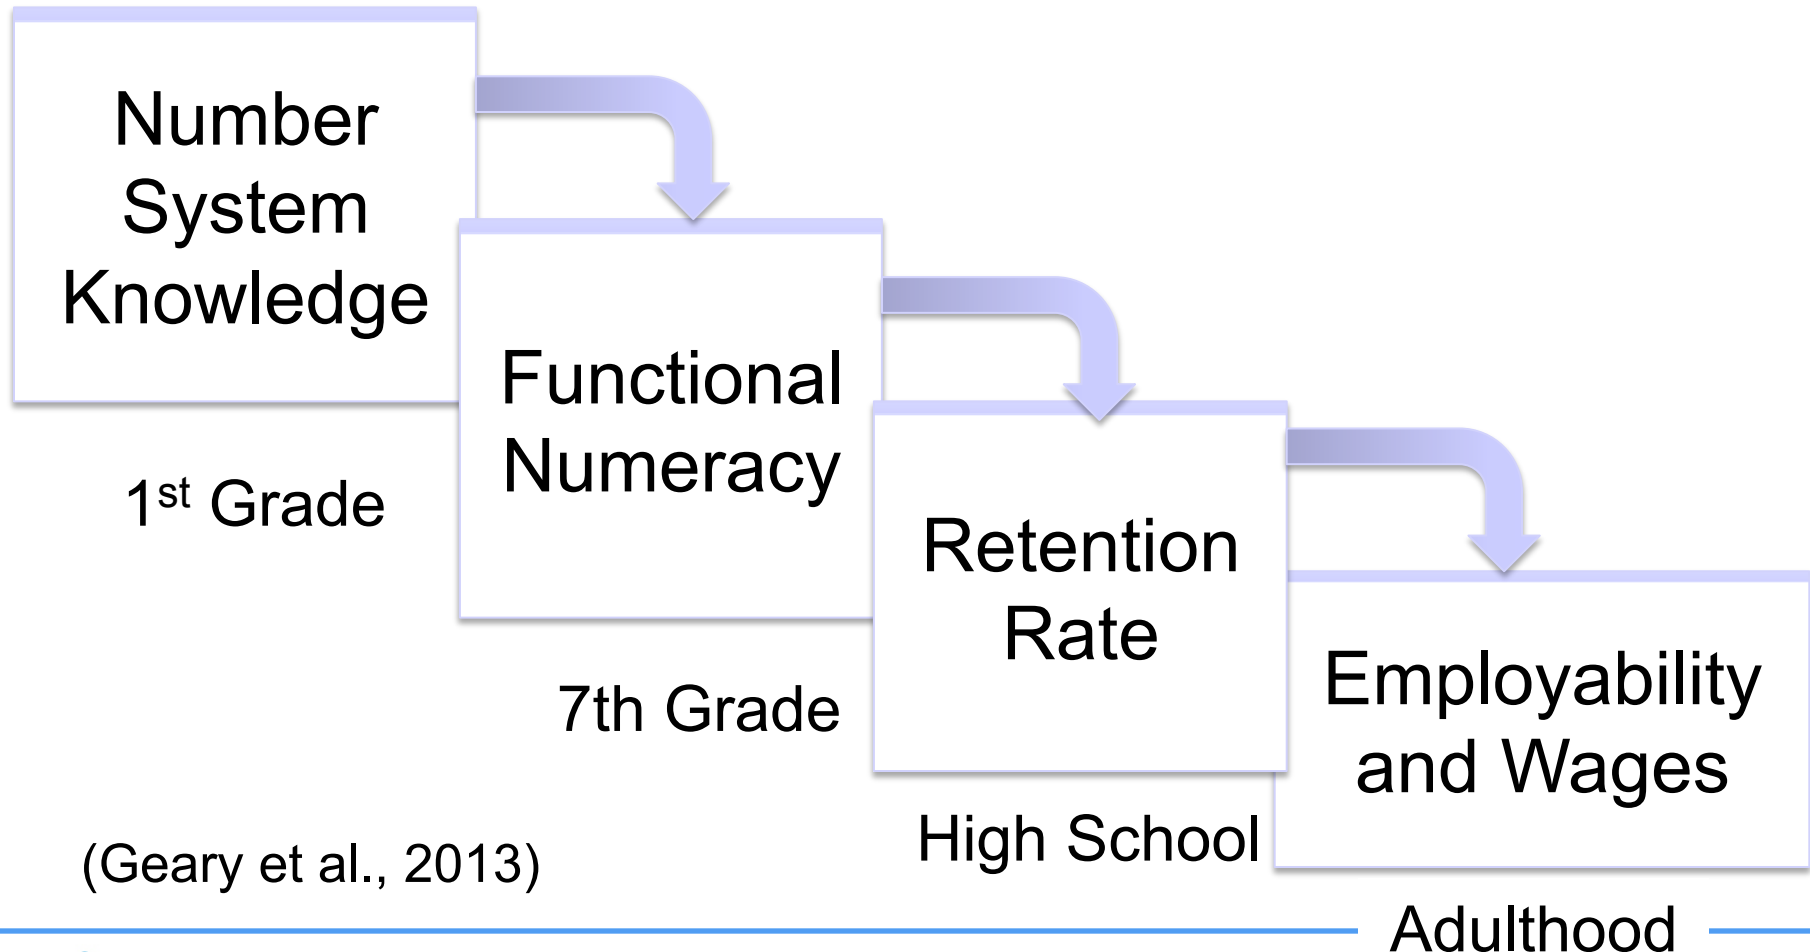 Number
System
Knowledge
1st Grade
Functional
Numeracy
7th Grade
Retention
Rate
High School
Employability
and Wages
Adulthood
(Geary et al., 2013)